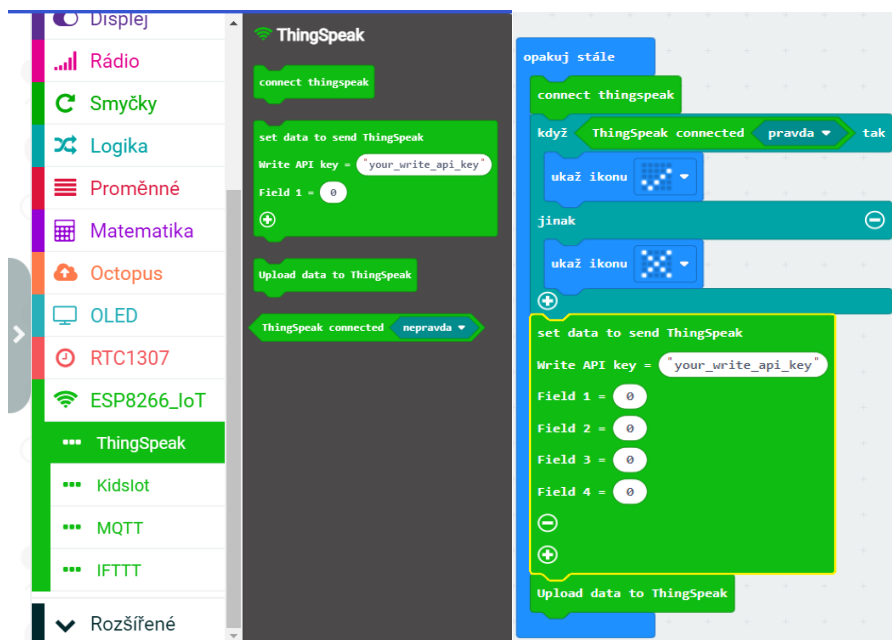 Displej
Rádio
Smyčky
Logika
Proměnné
Matematika
Octopus
OLED
RTC1307
ESP8266_IoT
ThingSpeak
KidsIot
MQTT
IFTTT
Rozšířené
ThingSpeak
connect thingspeak
set data to send ThingSpeak
Write API key = "your_write_api_key"
Field 1 = 0
Upload data to ThingSpeak
ThingSpeak connected nepravda
opakuj stále
connect thingspeak
když ThingSpeak connected pravda tak
ukaž ikonu
jinak
ukaž ikonu
set data to send ThingSpeak
Write API key = "your_write_api_key"
Field 1 = 0
Field 2 = 0
Field 3 = 0
Field 4 = 0
Upload data to ThingSpeak